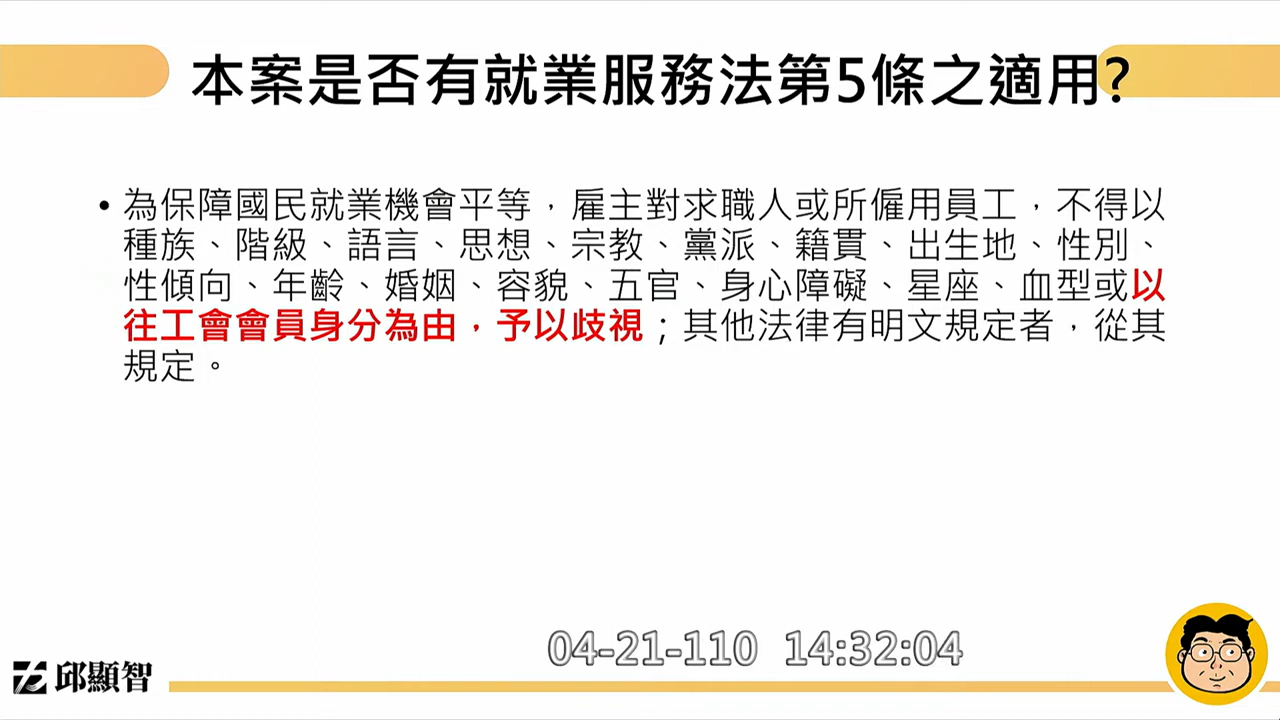 本案是否有就業服務法第5條之適用?
• 為保障國民就業機會平等，雇主對求職人或所僱用員工，不得以
種族、階級、語言、思想、宗教、黨派、籍貫、出生地、性別、
性傾向、年齡、婚姻、容貌、五官、身心障礙、星座、血型或以
往工會會員身分為由，予以歧視；其他法律有明文規定者，從其
規定。
04-21-110 14:32:04
邱顯智